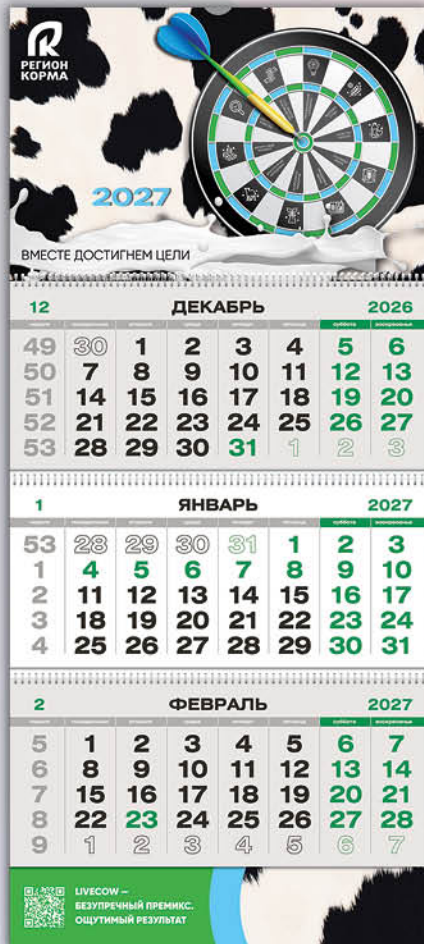 РЕГИОН
КОРМА
2027
ВМЕСТЕ ДОСТИГНЕМ ЦЕЛИ
12 ДЕКАБРЬ 2026
суббота воскресенье
49 30 1 2 3 4 5 6
50 7 8 9 10 11 12 13
51 14 15 16 17 18 19 20
52 21 22 23 24 25 26 27
53 28 29 30 31 1 2 3
1 ЯНВАРЬ 2027
суббота воскресенье
53 28 29 30 31 1 2 3
1 4 5 6 7 8 9 10
2 11 12 13 14 15 16 17
3 18 19 20 21 22 23 24
4 25 26 27 28 29 30 31
2 ФЕВРАЛЬ 2027
суббота воскресенье
5 1 2 3 4 5 6 7
6 8 9 10 11 12 13 14
7 15 16 17 18 19 20 21
8 22 23 24 25 26 27 28
9 1 2 3 4 5 6 7
LIVECOW —
БЕЗУПРЕЧНЫЙ ПРЕМИКС.
ОЩУТИМЫЙ РЕЗУЛЬТАТ